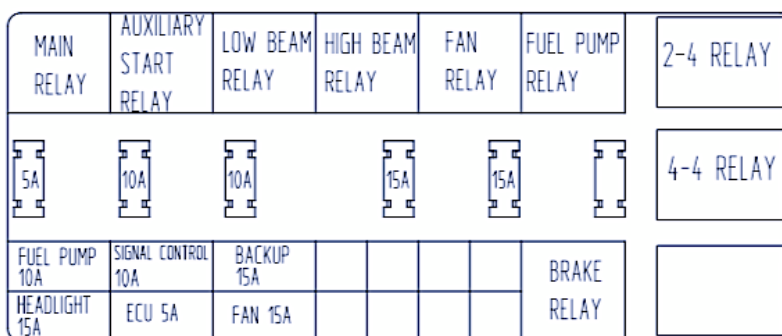 MAIN
RELAY
AUXILIARY
START
RELAY
LOW BEAM
RELAY
HIGH BEAM
RELAY
FAN
RELAY
FUEL PUMP
RELAY
2-4 RELAY
5A
10A
10A
15A
15A
4-4 RELAY
FUEL PUMP
10A
SIGNAL CONTROL
10A
BACKUP
15A
HEADLIGHT
15A
ECU 5A
FAN 15A
BRAKE
RELAY